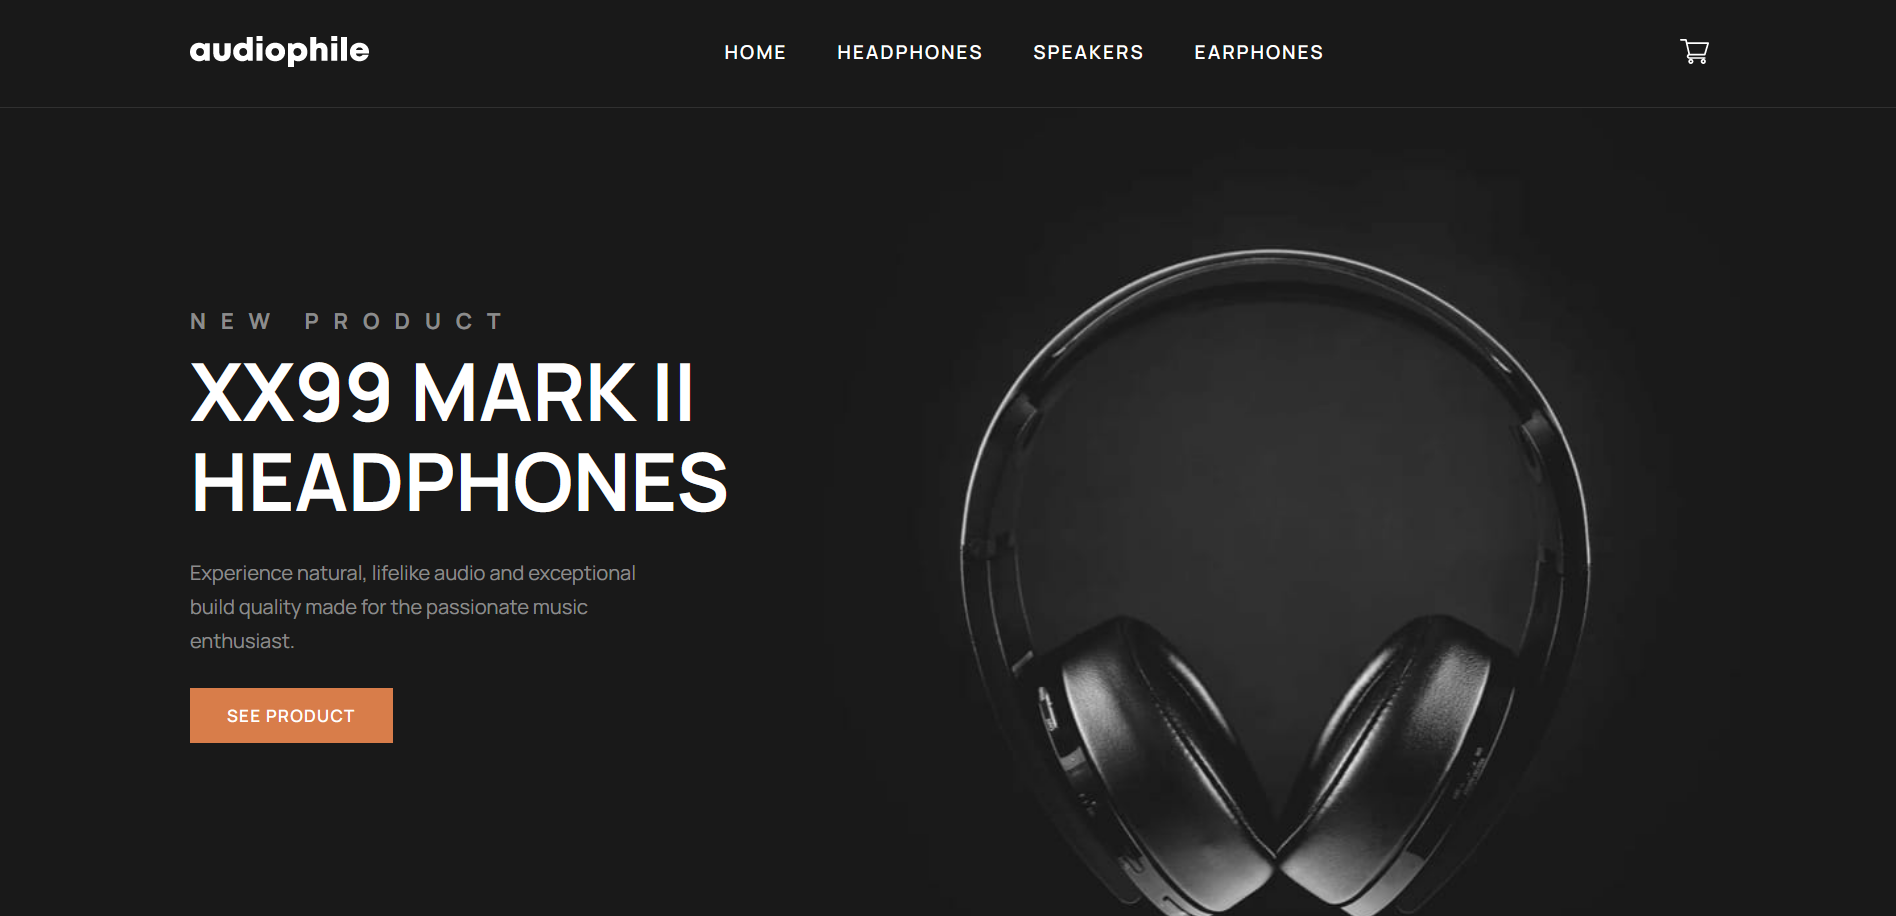 audiophile
HOME HEADPHONES SPEAKERS EARPHONES
NEW PRODUCT
XX99 MARK II
HEADPHONES
Experience natural, lifelike audio and exceptional
build quality made for the passionate music
enthusiast.
SEE PRODUCT